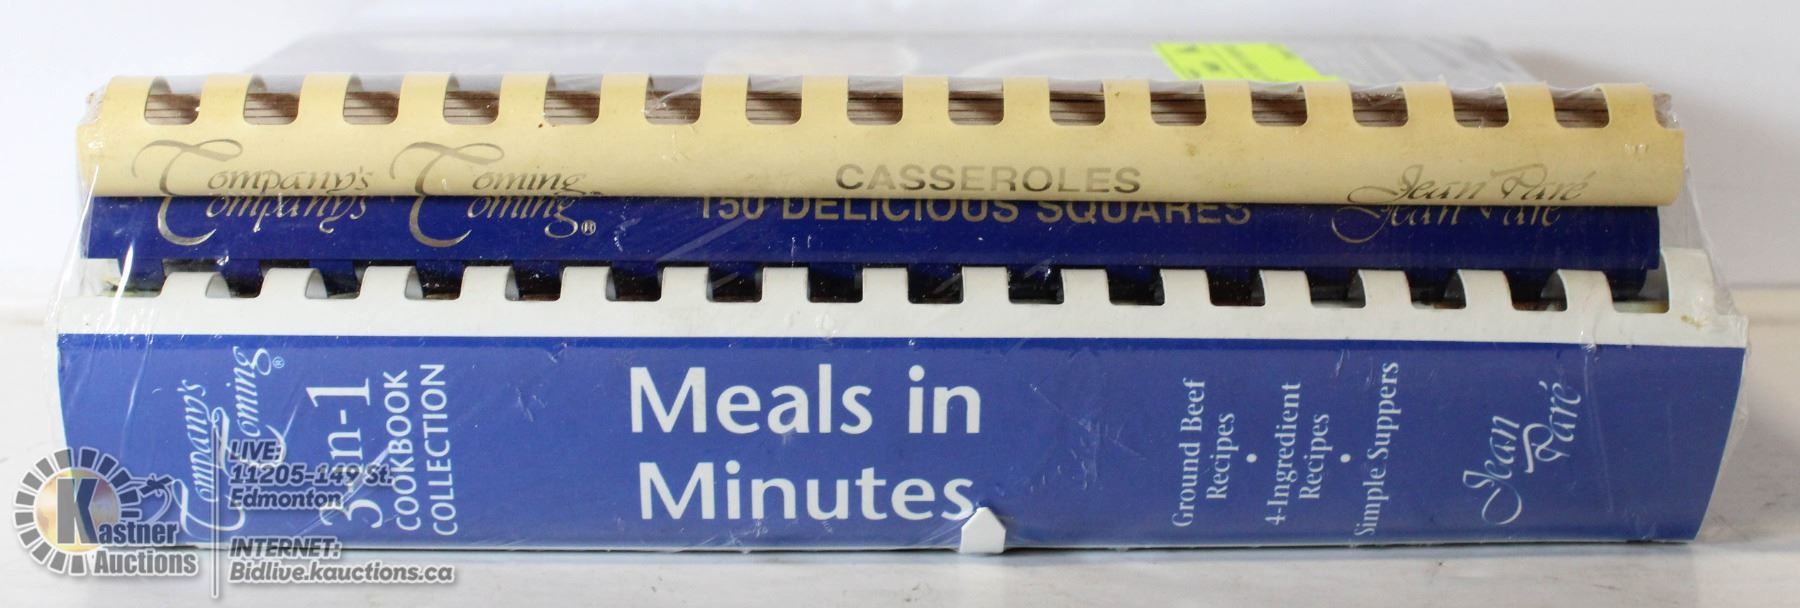 Company's Coming CASSEROLES Jean Paré
Company's Coming® 150 DELICIOUS SQUARES Jean Paré
Company's Coming®
3-in-1
COOKBOOK
COLLECTION
Meals in
Minutes
Ground Beef
Recipes
•
4-Ingredient
Recipes
•
Simple Suppers
Jean Paré
Kastner
Auctions
LIVE:
11205-149 St.
Edmonton
INTERNET:
Bidlive.kauctions.ca